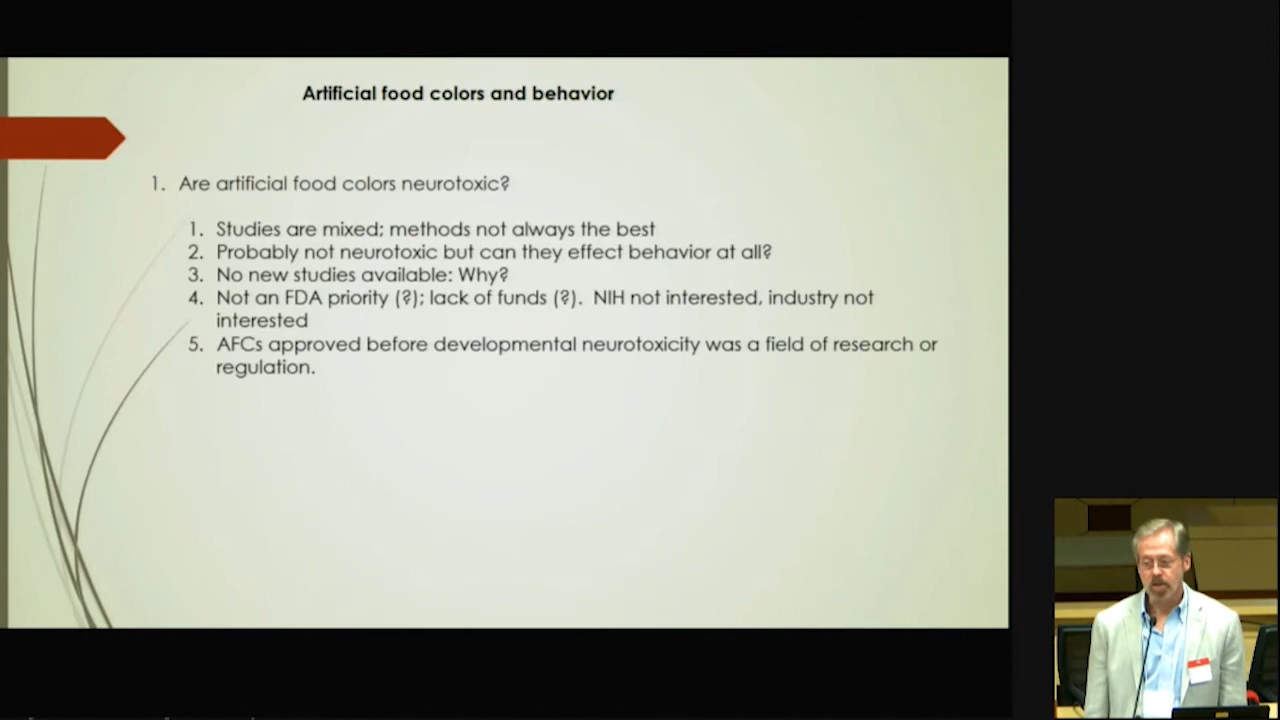 Artificial food colors and behavior
1. Are artificial food colors neurotoxic?
1. Studies are mixed; methods not always the best
2. Probably not neurotoxic but can they effect behavior at all?
3. No new studies available: Why?
4. Not an FDA priority (?); lack of funds (?). NIH not interested, industry not
interested
5. AFCs approved before developmental neurotoxicity was a field of research or
regulation.